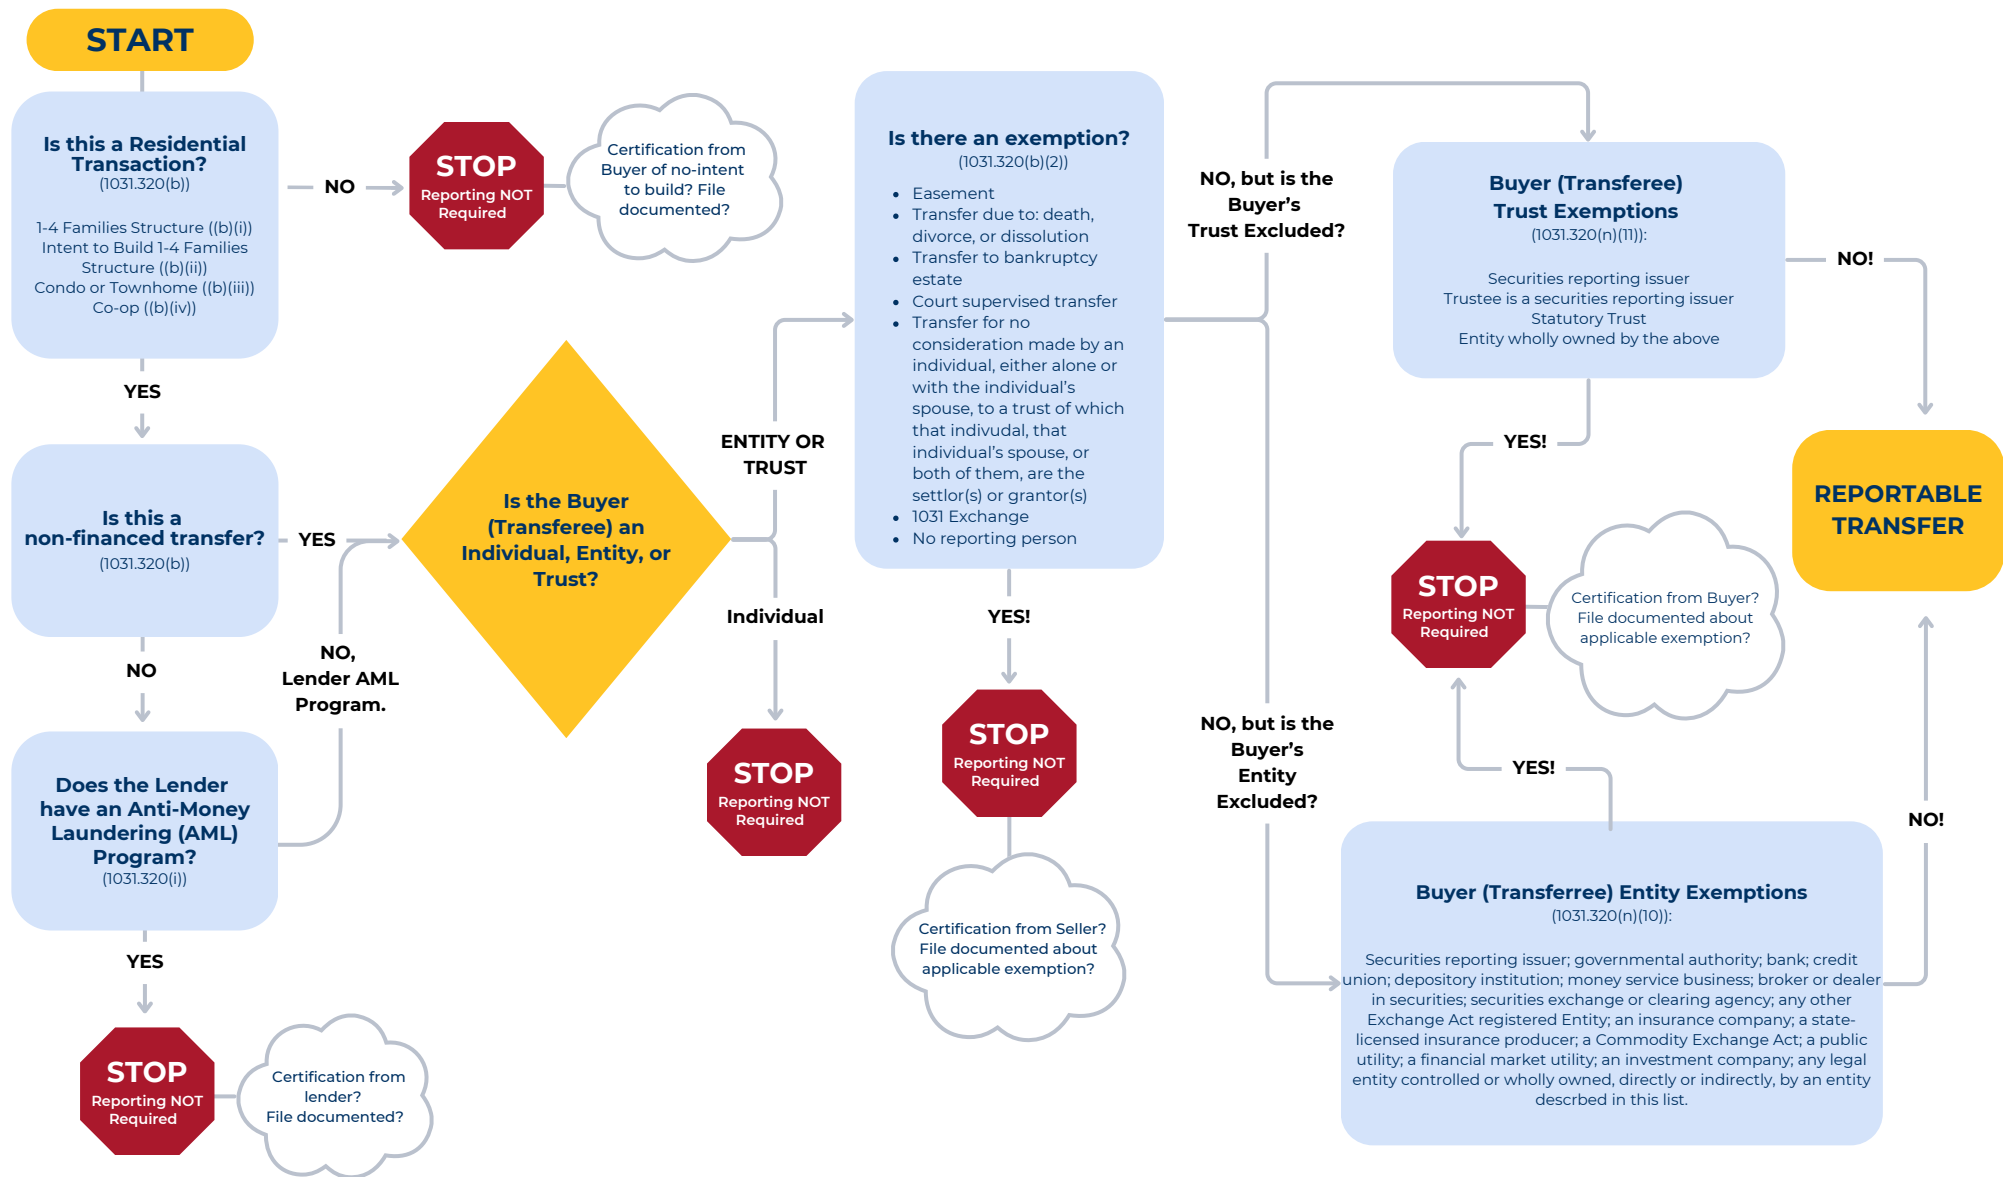 START
Is this a Residential
Transaction?
(1031.320(b))
1-4 Families Structure ((b)(i))
Intent to Build 1-4 Families
Structure ((b)(ii))
Condo or Townhome ((b)(iii))
Co-op ((b)(iv))
NO
STOP
Reporting NOT
Required
Certification from
Buyer of no-intent
to build? File
documented?
YES
Is this a
non-financed transfer?
(1031.320(b))
YES
NO
NO,
Lender AML
Program.
Does the Lender
have an Anti-Money
Laundering (AML)
Program?
(1031.320(i))
YES
STOP
Reporting NOT
Required
Certification from
lender?
File documented?
Is the Buyer
(Transferee) an
Individual, Entity, or
Trust?
ENTITY OR
TRUST
Individual
STOP
Reporting NOT
Required
Is there an exemption?
(1031.320(b)(2))
• Easement
• Transfer due to: death,
divorce, or dissolution
• Transfer to bankruptcy
estate
• Court supervised transfer
• Transfer for no
consideration made by an
individual, either alone or
with the individual's
spouse, to a trust of which
that indivudal, that
individual's spouse, or
both of them, are the
settlor(s) or grantor(s)
• 1031 Exchange
• No reporting person
YES!
STOP
Reporting NOT
Required
Certification from Seller?
File documented about
applicable exemption?
NO, but is the
Buyer's
Trust Excluded?
Buyer (Transferee)
Trust Exemptions
(1031.320(n)(11)):
Securities reporting issuer
Trustee is a securities reporting issuer
Statutory Trust
Entity wholly owned by the above
NO!
YES!
STOP
Reporting NOT
Required
Certification from Buyer?
File documented about
applicable exemption?
REPORTABLE
TRANSFER
NO, but is the
Buyer's
Entity
Excluded?
YES!
NO!
Buyer (Transferree) Entity Exemptions
(1031.320(n)(10)):
Securities reporting issuer; governmental authority; bank; credit
union; depository institution; money service business; broker or dealer
in securities; securities exchange or clearing agency; any other
Exchange Act registered Entity; an insurance company; a state-
licensed insurance producer; a Commodity Exchange Act; a public
utility; a financial market utility; an investment company; any legal
entity controlled or wholly owned, directly or indirectly, by an entity
descrbed in this list.